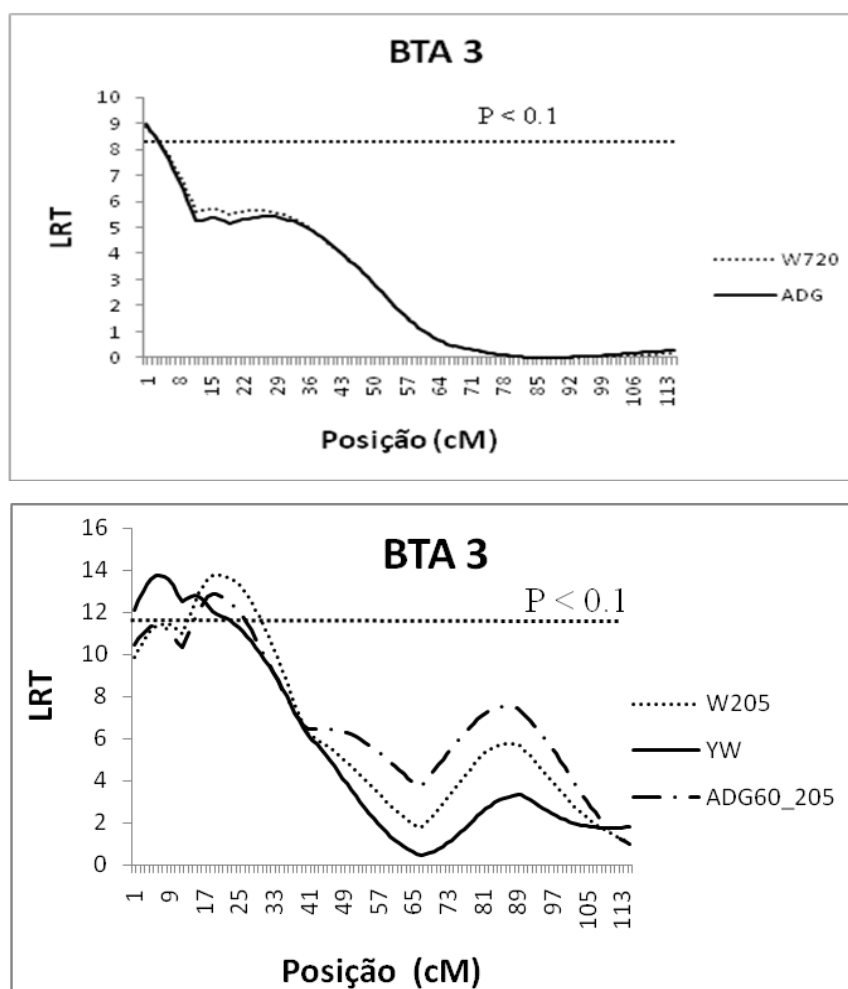 BTA 3
10
9
8
7
6
5
4
3
2
1
0
LRT
P < 0.1
W720
ADG
1 8 15 22 29 36 43 50 57 64 71 78 85 92 99 106 113
Posição (cM)
BTA 3
16
14
12
10
8
6
4
2
0
LRT
P < 0.1
W205
YW
ADG60_205
1 9 17 25 33 41 49 57 65 73 81 89 97 105 113
Posição (cM)